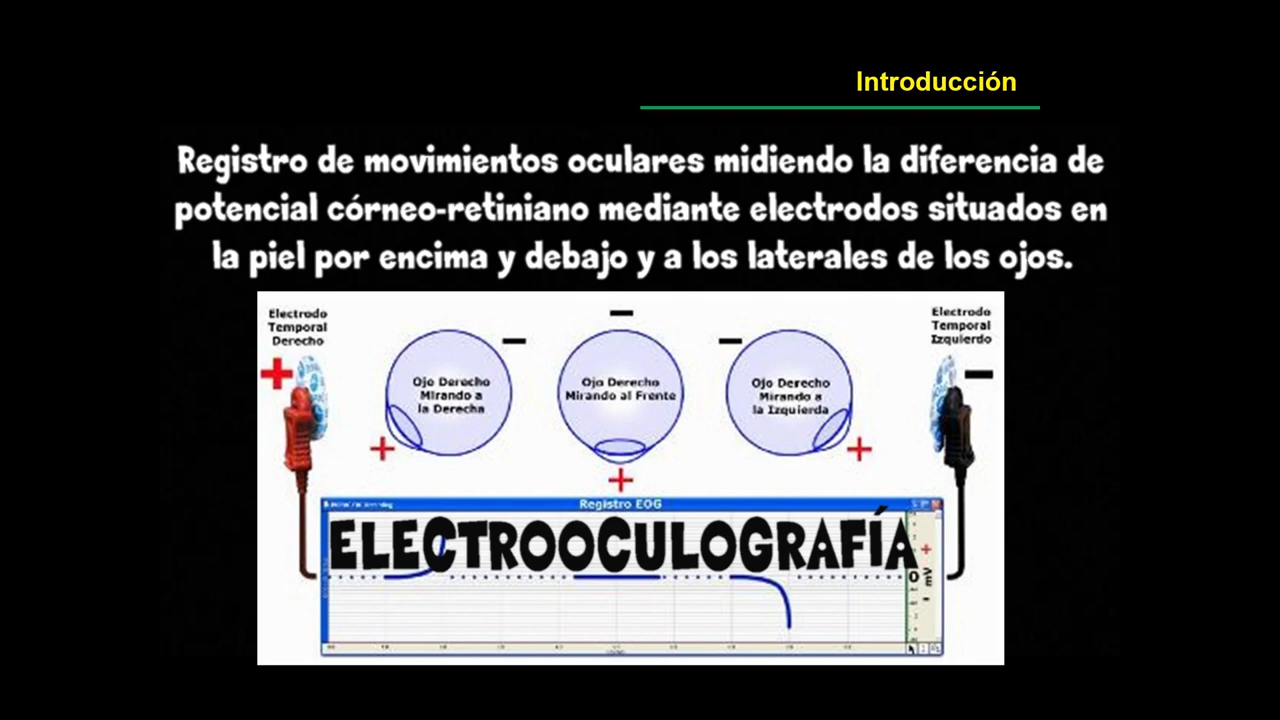 Introducción
Registro de movimientos oculares midiendo la diferencia de
potencial córneo-retiniano mediante electrodos situados en
la piel por encima y debajo y a los laterales de los ojos.
Electrodo
Temporal
Derecho
+
Ojo Derecho
Mirando a
la Derecha
+
-
Ojo Derecho
Mirando al Frente
-
+
Ojo Derecho
Mirando a
la Izquierda
-
+
Electrodo
Temporal
Izquierdo
-
Registro EOG
ELECTROOCULOGRAFÍA
+
0 mV
-